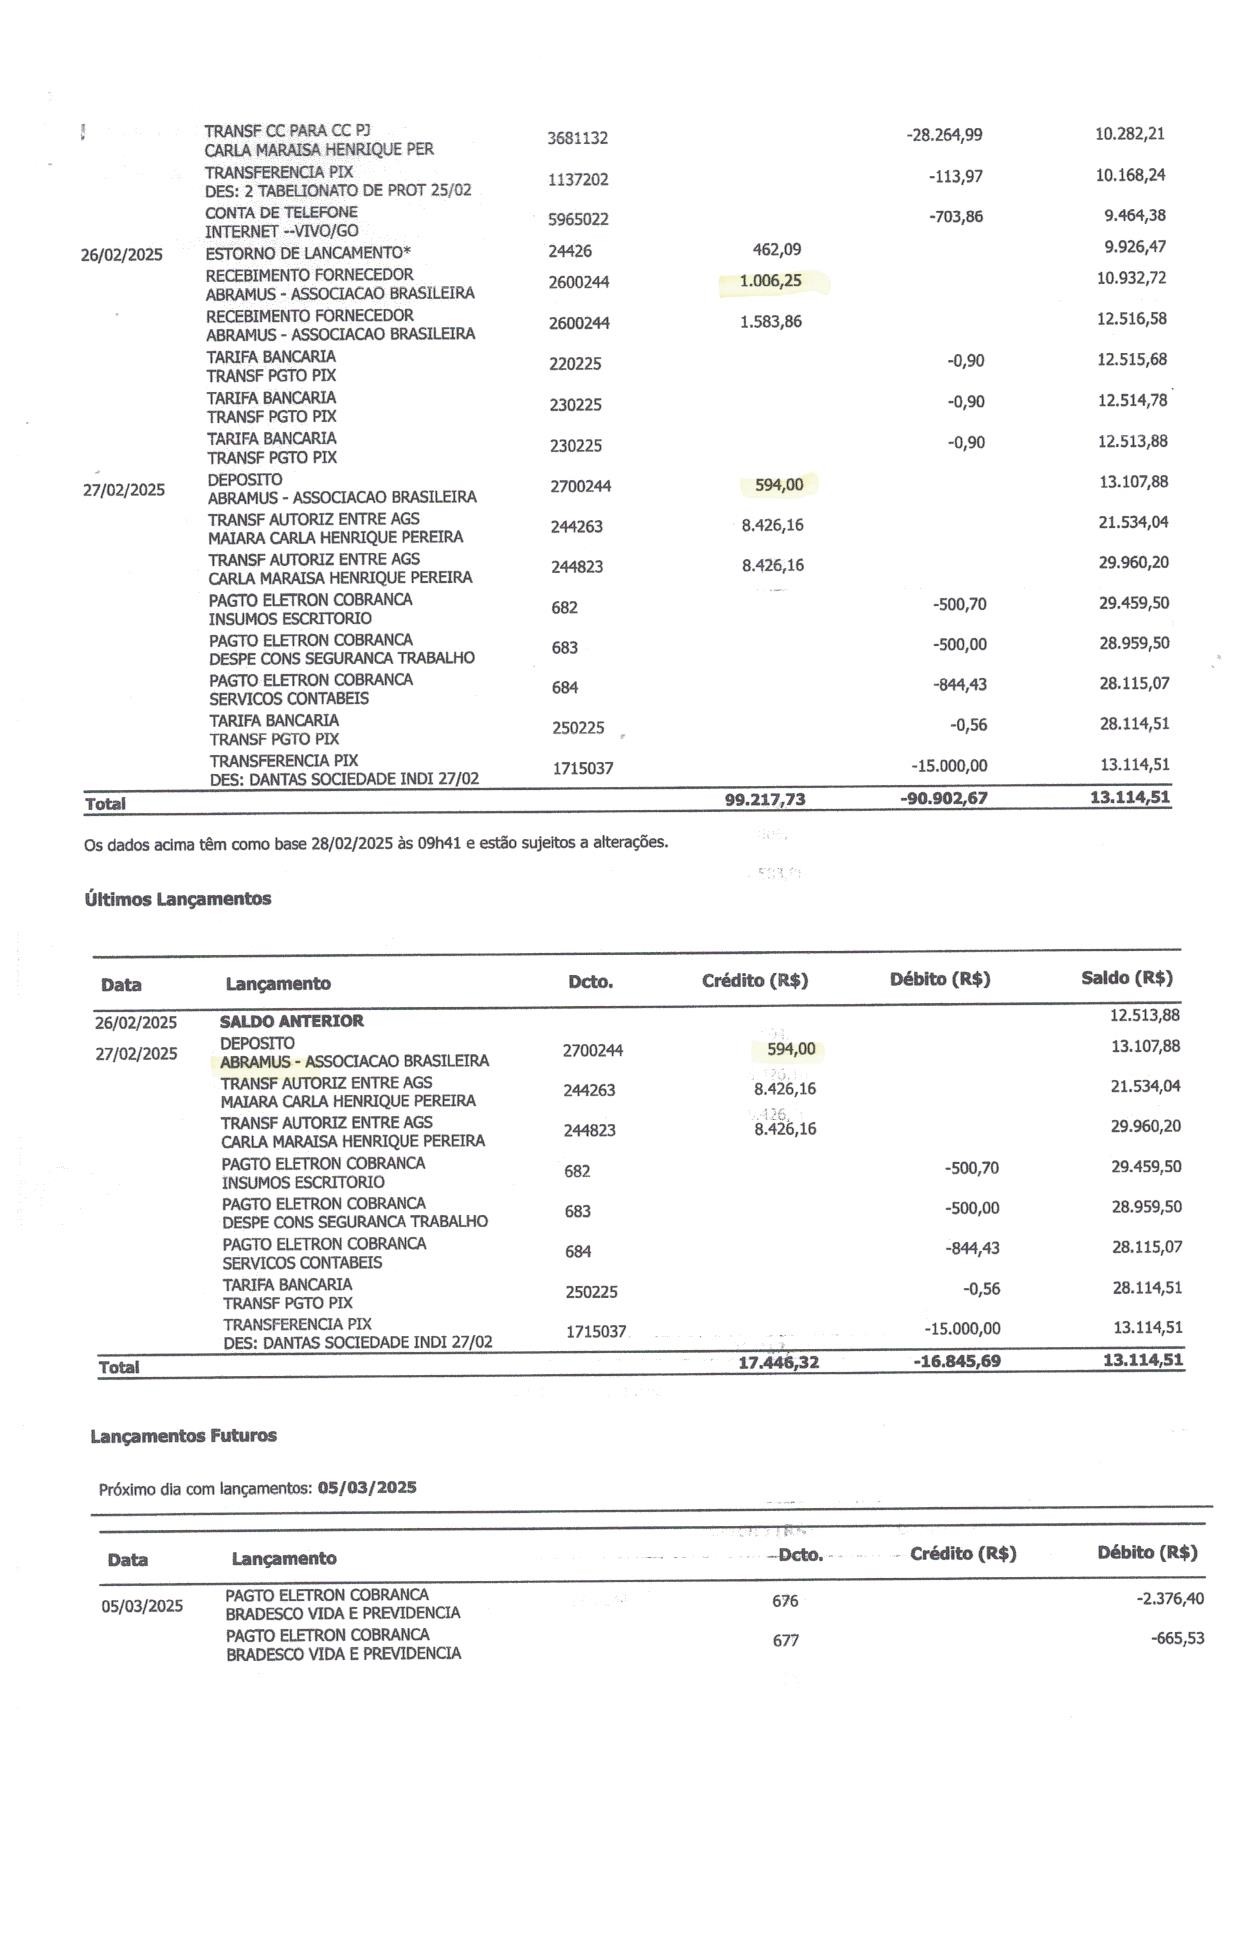 TRANSF CC PARA CC PJ
CARLA MARAISA HENRIQUE PER 3681132 -28.264,99 10.282,21
TRANSFERENCIA PIX
DES: 2 TABELIONATO DE PROT 25/02 1137202 -113,97 10.168,24
CONTA DE TELEFONE
INTERNET --VIVO/GO 5965022 -703,86 9.464,38
26/02/2025 ESTORNO DE LANCAMENTO* 24426 462,09 9.926,47
RECEBIMENTO FORNECEDOR
ABRAMUS - ASSOCIACAO BRASILEIRA 2600244 1.006,25 10.932,72
RECEBIMENTO FORNECEDOR
ABRAMUS - ASSOCIACAO BRASILEIRA 2600244 1.583,86 12.516,58
TARIFA BANCARIA
TRANSF PGTO PIX 220225 -0,90 12.515,68
TARIFA BANCARIA
TRANSF PGTO PIX 230225 -0,90 12.514,78
TARIFA BANCARIA
TRANSF PGTO PIX 230225 -0,90 12.513,88
27/02/2025 DEPOSITO
ABRAMUS - ASSOCIACAO BRASILEIRA 2700244 594,00 13.107,88
TRANSF AUTORIZ ENTRE AGS
MAIARA CARLA HENRIQUE PEREIRA 244263 8.426,16 21.534,04
TRANSF AUTORIZ ENTRE AGS
CARLA MARAISA HENRIQUE PEREIRA 244823 8.426,16 29.960,20
PAGTO ELETRON COBRANCA
INSUMOS ESCRITORIO 682 -500,70 29.459,50
PAGTO ELETRON COBRANCA
DESPE CONS SEGURANCA TRABALHO 683 -500,00 28.959,50
PAGTO ELETRON COBRANCA
SERVICOS CONTABEIS 684 -844,43 28.115,07
TARIFA BANCARIA
TRANSF PGTO PIX 250225 -0,56 28.114,51
TRANSFERENCIA PIX
DES: DANTAS SOCIEDADE INDI 27/02 1715037 -15.000,00 13.114,51
Total 99.217,73 -90.902,67 13.114,51
Os dados acima têm como base 28/02/2025 às 09h41 e estão sujeitos a alterações.
Últimos Lançamentos
Data Lançamento Dcto. Crédito (R$) Débito (R$) Saldo (R$)
26/02/2025 SALDO ANTERIOR 12.513,88
27/02/2025 DEPOSITO
ABRAMUS - ASSOCIACAO BRASILEIRA 2700244 594,00 13.107,88
TRANSF AUTORIZ ENTRE AGS
MAIARA CARLA HENRIQUE PEREIRA 244263 8.426,16 21.534,04
TRANSF AUTORIZ ENTRE AGS
CARLA MARAISA HENRIQUE PEREIRA 244823 8.426,16 29.960,20
PAGTO ELETRON COBRANCA
INSUMOS ESCRITORIO 682 -500,70 29.459,50
PAGTO ELETRON COBRANCA
DESPE CONS SEGURANCA TRABALHO 683 -500,00 28.959,50
PAGTO ELETRON COBRANCA
SERVICOS CONTABEIS 684 -844,43 28.115,07
TARIFA BANCARIA
TRANSF PGTO PIX 250225 -0,56 28.114,51
TRANSFERENCIA PIX
DES: DANTAS SOCIEDADE INDI 27/02 1715037 -15.000,00 13.114,51
Total 17.446,32 -16.845,69 13.114,51
Lançamentos Futuros
Próximo dia com lançamentos: 05/03/2025
Data Lançamento Dcto. Crédito (R$) Débito (R$)
05/03/2025 PAGTO ELETRON COBRANCA
BRADESCO VIDA E PREVIDENCIA 676 -2.376,40
PAGTO ELETRON COBRANCA
BRADESCO VIDA E PREVIDENCIA 677 -665,53